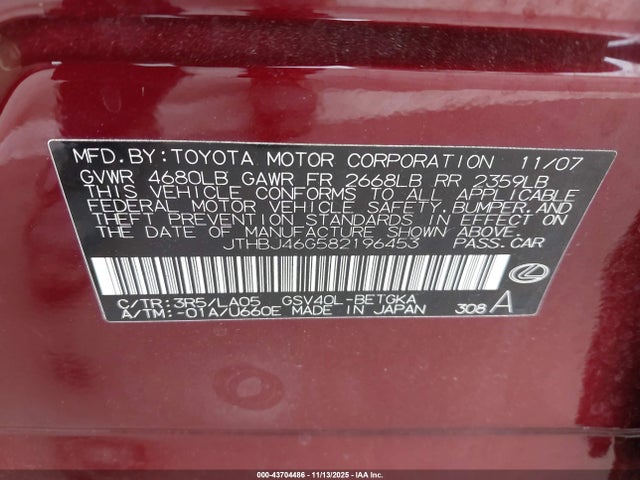 MFD.BY:TOYOTA MOTOR CORPORATION 11/07
GVWR 4680LB GAWR FR 2668LB RR 2359LB
THIS VEHICLE CONFORMS TO ALL APPLICABLE
FEDERAL MOTOR VEHICLE SAFETY, BUMPER, AND
THEFT PREVENTION STANDARDS IN EFFECT ON
THE DATE OF MANUFACTURE SHOWN ABOVE.
JTHBJ46G582196453 PASS.CAR
C/TR:3R5/LA05 GSV40L-BETGKA
A/TM:-01A/U660E MADE IN JAPAN 308 A
000-43704486 - 11/13/2025 - IAA Inc.